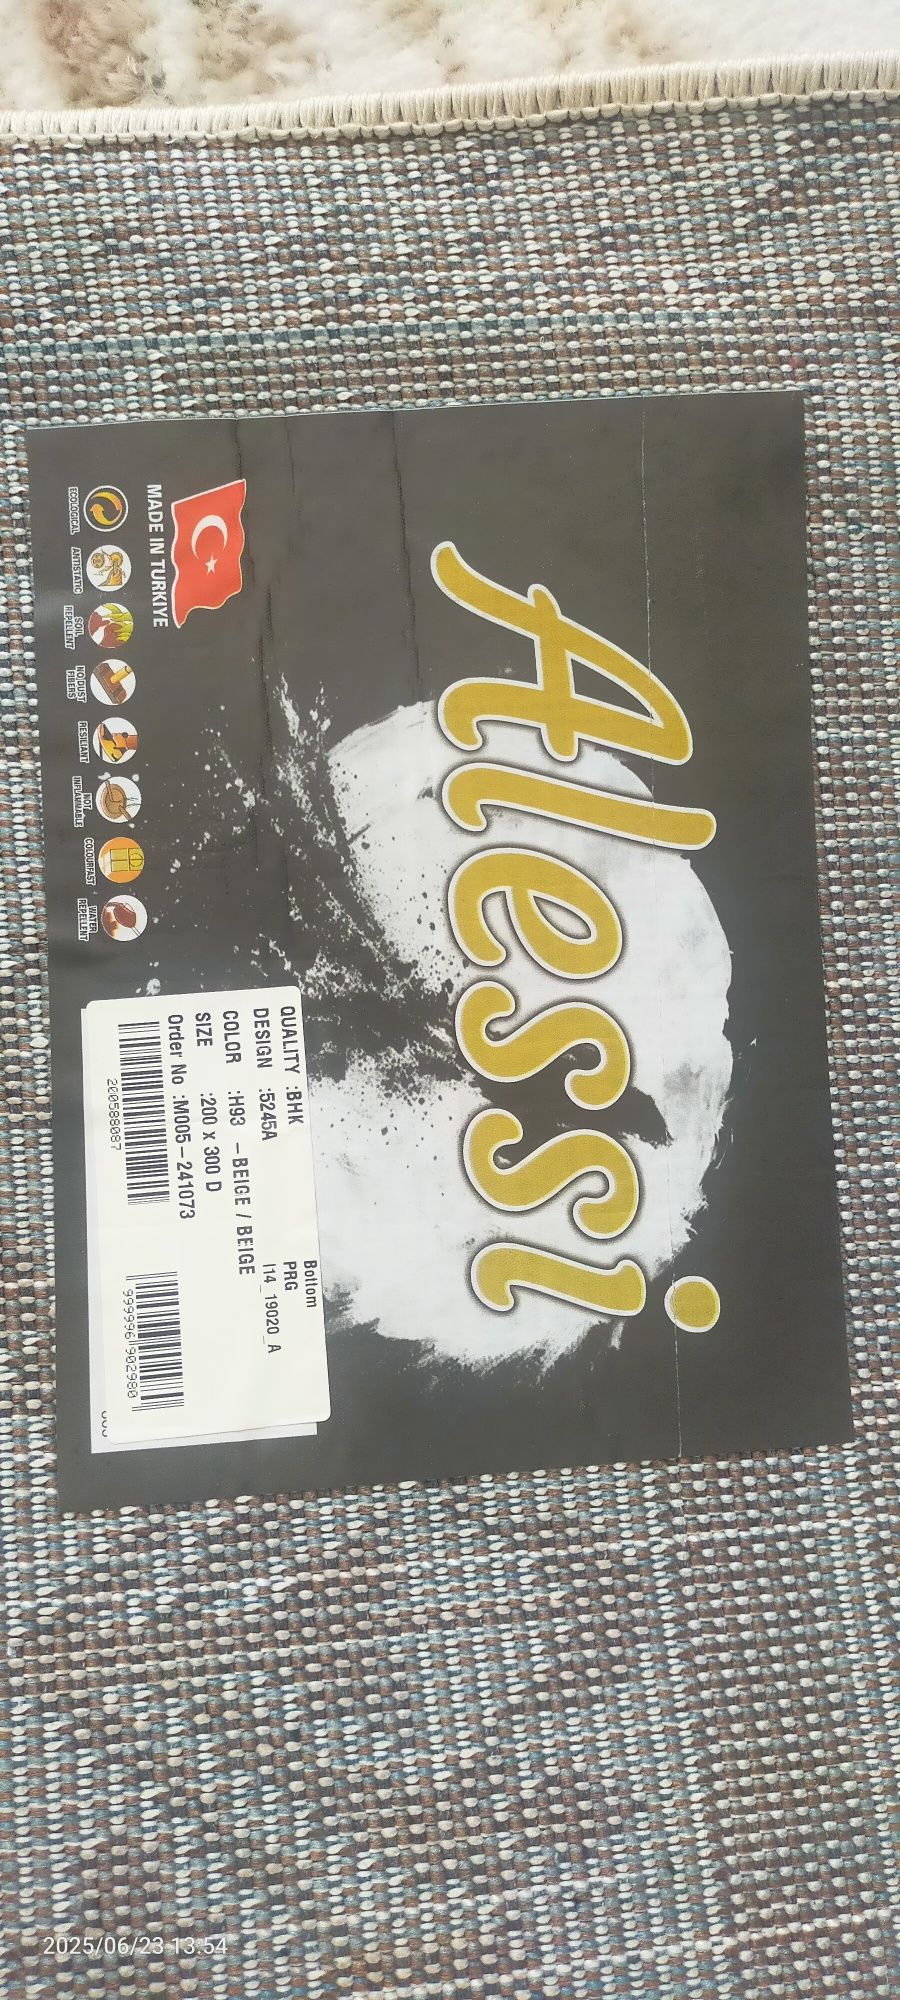 Alessi
MADE IN TURKIYE
ECOLOGICAL
ANTISTATIC
SOIL
REPELLENT
NO DUST
FIBERS
RESILIANT
NOT
INFLAMMABLE
COLOURFAST
WATER
REPELLENT
Bottom
QUALITY :BHK PRG
DESIGN :5245A I14_19020_A
COLOR :H93 - BEIGE / BEIGE
SIZE :200 x 300 D
Order No :M005-241073
200588087
999996902980
2025/06/23 13:54